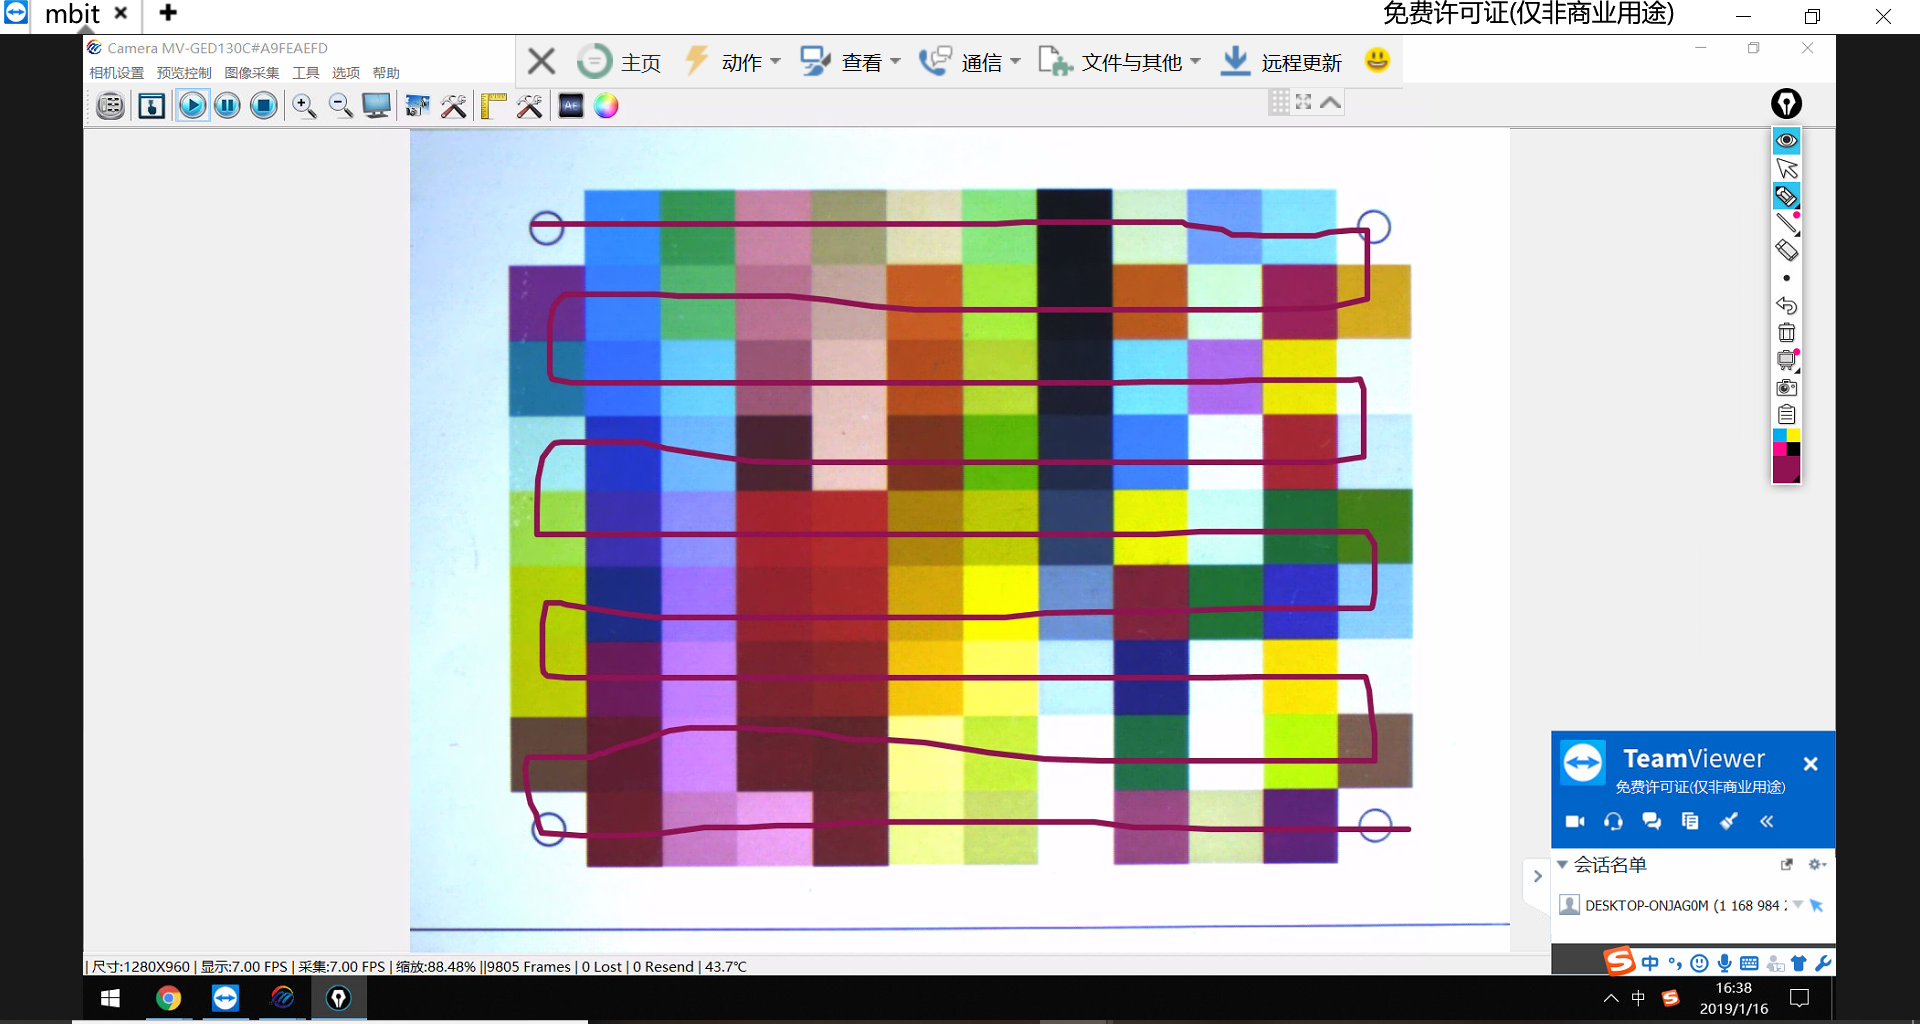 mbit
免费许可证(仅非商业用途)
Camera MV-GED130C#A9FEAEFD
相机设置 预览控制 图像采集 工具 选项 帮助
主页 动作 查看 通信 文件与其他 远程更新
AE
TeamViewer
免费许可证(仅非商业用途)
会话名单
DESKTOP-ONJAG0M (1 168 984
| 尺寸:1280X960 | 显示:7.00 FPS | 采集:7.00 FPS | 缩放:88.48% ||9805 Frames | 0 Lost | 0 Resend | 43.7℃
中
中
16:38
2019/1/16